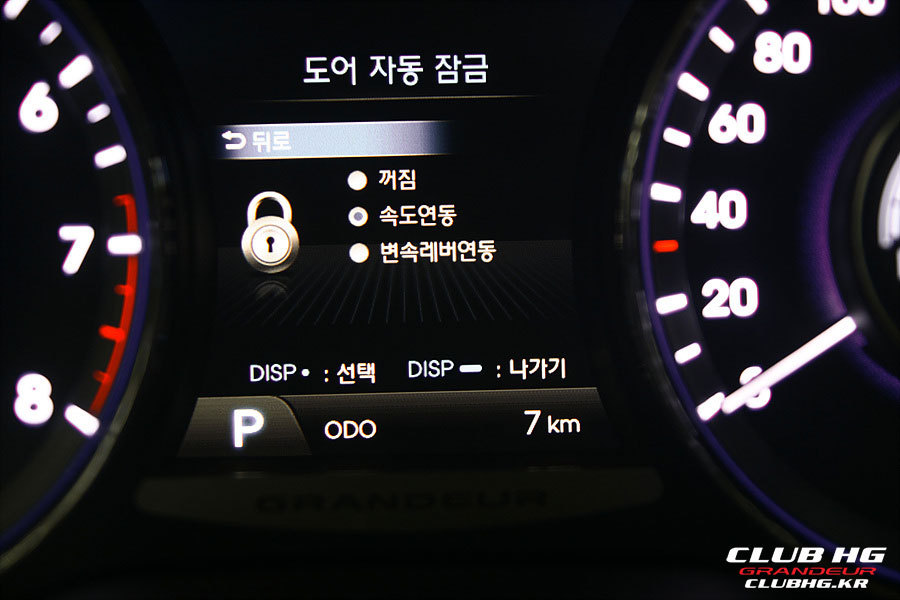 도어 자동 잠금
뒤로
꺼짐
속도연동
변속레버연동
DISP • : 선택 DISP ━ : 나가기
P ODO 7 km
GRANDEUR
6
7
8
100
80
60
40
20
0
CLUB HG
GRANDEUR
CLUBHG.KR